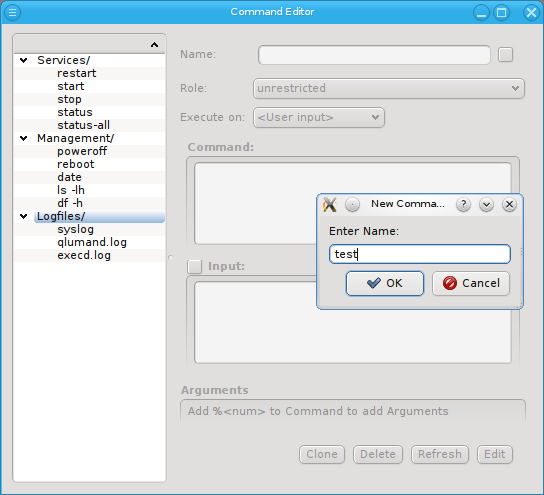 Command Editor
Services/
restart
start
stop
status
status-all
Management/
poweroff
reboot
date
ls -lh
df -h
Logfiles/
syslog
qlumand.log
execd.log
Name:
Role:
unrestricted
Execute on:
<User input>
Command:
Input:
Arguments
Add %<num> to Command to add Arguments
Clone
Delete
Refresh
Edit
New Comma...
?
Enter Name:
test
OK
Cancel